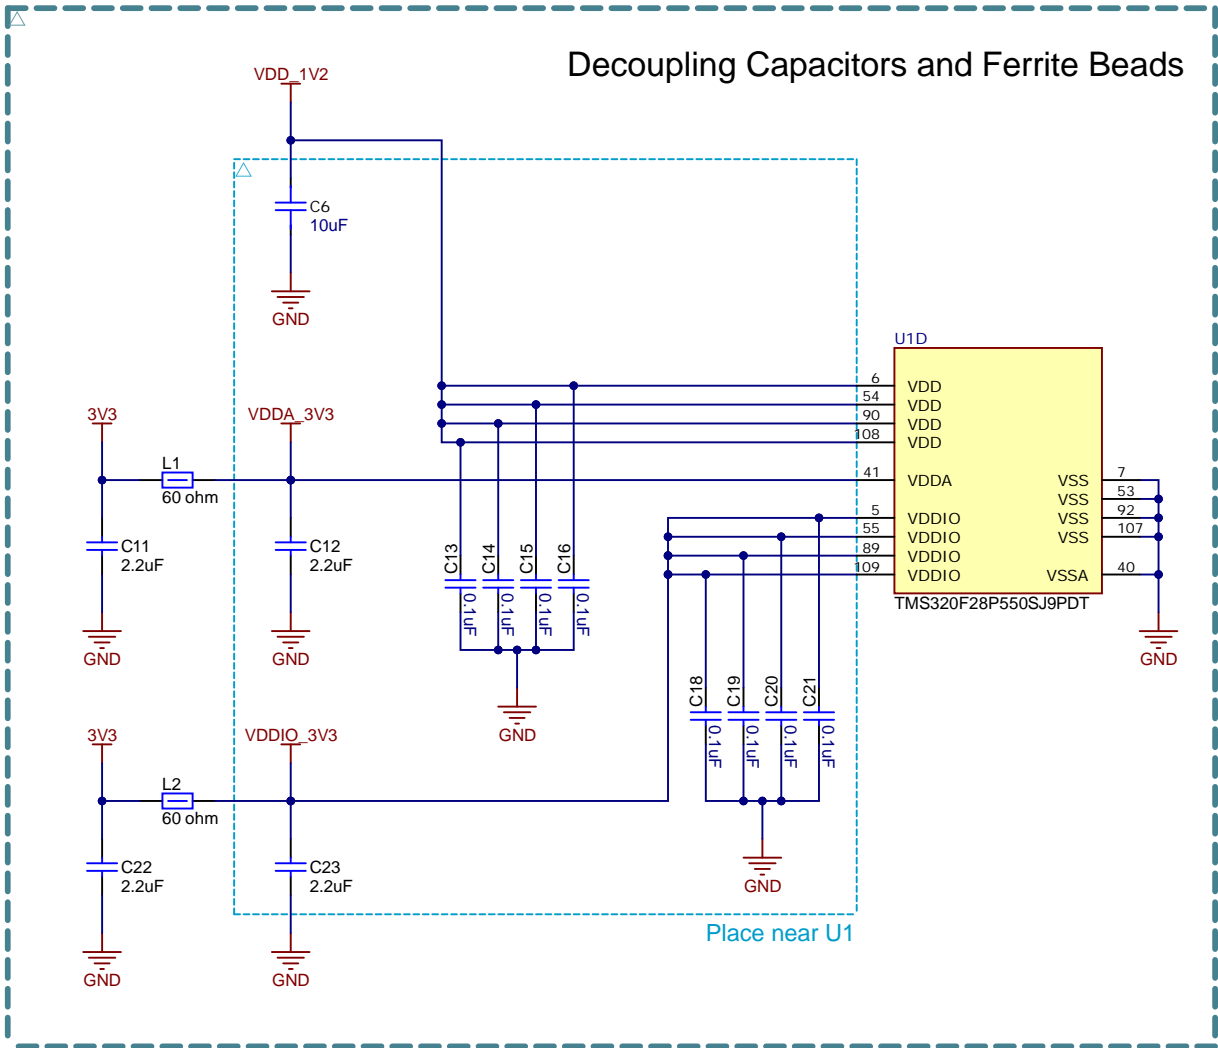 Decoupling Capacitors and Ferrite Beads
VDD_1V2
C6
10uF
GND
U1D
6
VDD
54
VDD
90
VDD
108
VDD
41
VDDA
5
VDDIO
55
VDDIO
89
VDDIO
109
VDDIO
VSS
7
VSS
53
VSS
92
VSS
107
VSSA
40
TMS320F28P550SJ9PDT
GND
3V3
VDDA_3V3
L1
60 ohm
C11
2.2uF
C12
2.2uF
GND
GND
C13
0.1uF
C14
0.1uF
C15
0.1uF
C16
0.1uF
GND
C18
0.1uF
C19
0.1uF
C20
0.1uF
C21
0.1uF
GND
3V3
VDDIO_3V3
L2
60 ohm
C22
2.2uF
C23
2.2uF
GND
GND
Place near U1